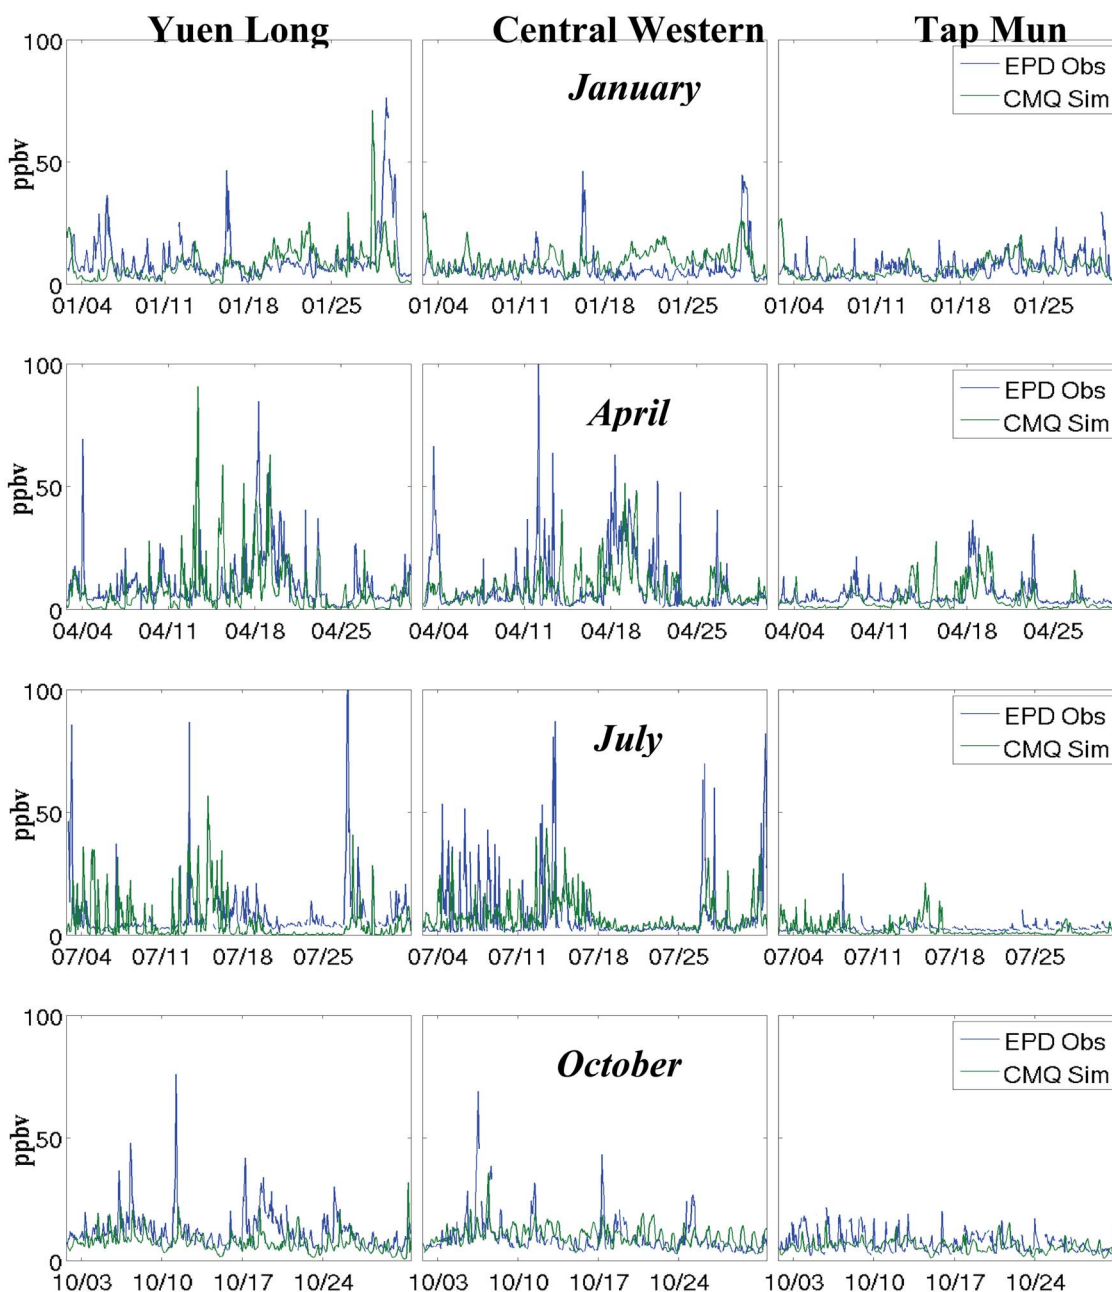 Yuen Long Central Western Tap Mun
100
50
0
ppbv
January
EPD Obs
CMQ Sim
01/04 01/11 01/18 01/25 01/04 01/11 01/18 01/25 01/04 01/11 01/18 01/25
100
50
0
ppbv
April
EPD Obs
CMQ Sim
04/04 04/11 04/18 04/25 04/04 04/11 04/18 04/25 04/04 04/11 04/18 04/25
100
50
0
ppbv
July
EPD Obs
CMQ Sim
07/04 07/11 07/18 07/25 07/04 07/11 07/18 07/25 07/04 07/11 07/18 07/25
100
50
0
ppbv
October
EPD Obs
CMQ Sim
10/03 10/10 10/17 10/24 10/03 10/10 10/17 10/24 10/03 10/10 10/17 10/24